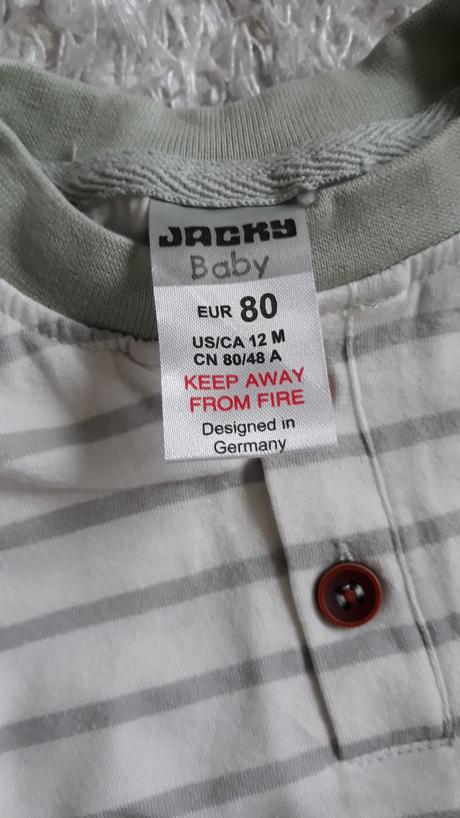 JACKY
Baby
EUR 80
US/CA 12 M
CN 80/48 A
KEEP AWAY
FROM FIRE
Designed in
Germany